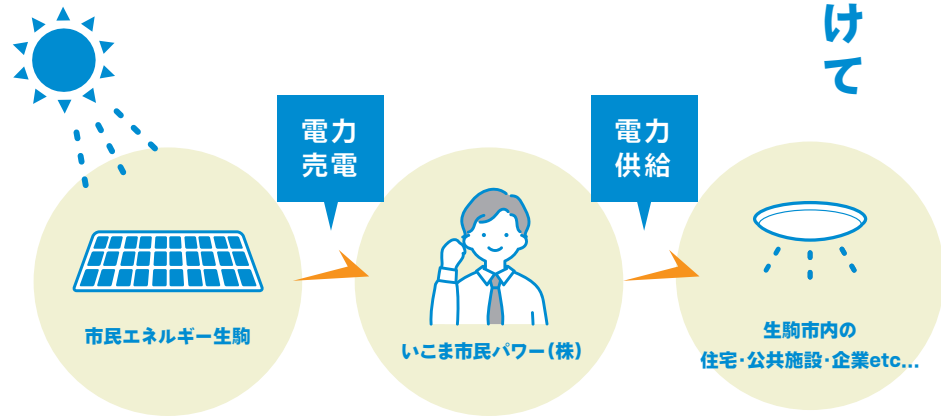 けて
電力
売電
電力
供給
市民エネルギー生駒
いこま市民パワー(株)
生駒市内の
住宅・公共施設・企業etc...